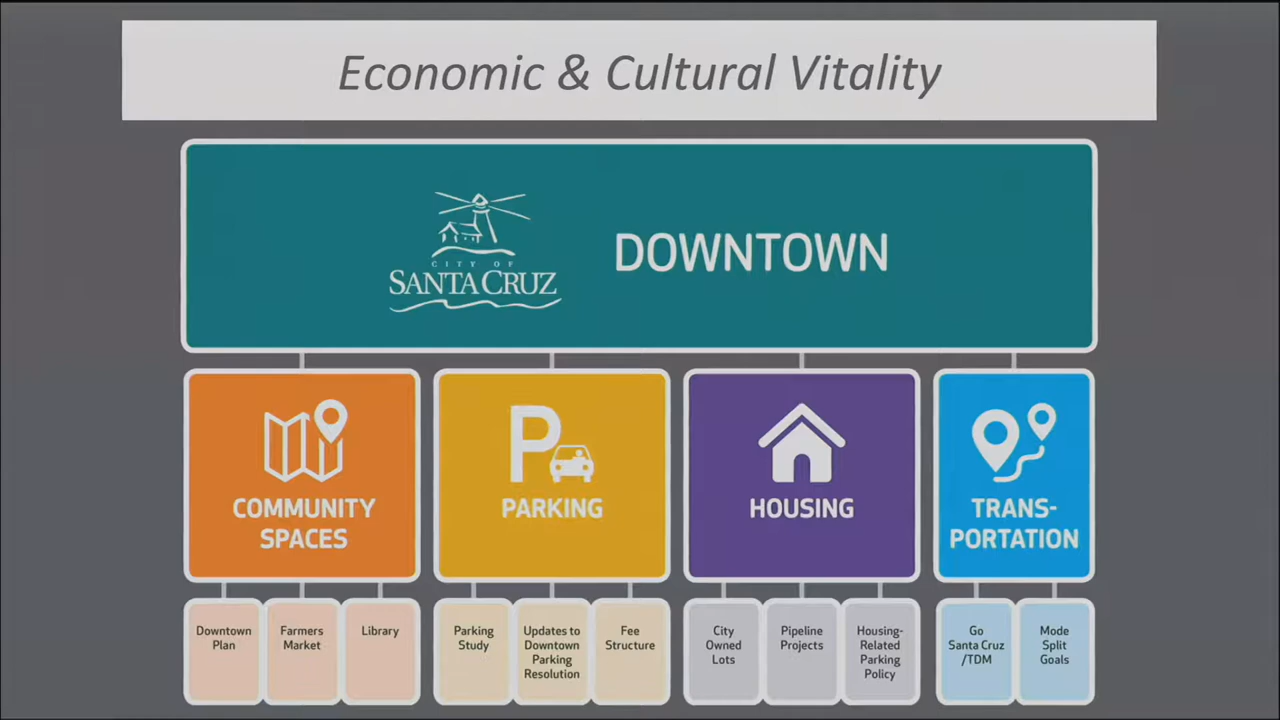 Economic & Cultural Vitality
CITY OF
SANTA CRUZ
DOWNTOWN
COMMUNITY
SPACES
PARKING
HOUSING
TRANS-
PORTATION
Downtown
Plan
Farmers
Market
Library
Parking
Study
Updates to
Downtown
Parking
Resolution
Fee
Structure
City
Owned
Lots
Pipeline
Projects
Housing-
Related
Parking
Policy
Go
Santa Cruz
/TDM
Mode
Split
Goals